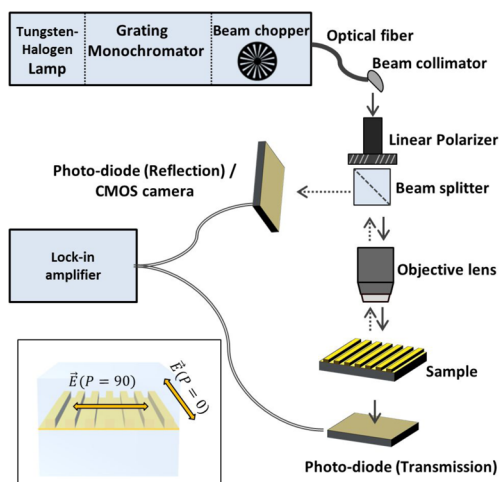 Tungsten-
Halogen
Lamp
Grating
Monochromator
Beam chopper
Optical fiber
Beam collimator
Linear Polarizer
Photo-diode (Reflection) /
CMOS camera
Beam splitter
Lock-in
amplifier
Objective lens
Sample
E⃗(P = 90)
E⃗(P = 0)
Photo-diode (Transmission)